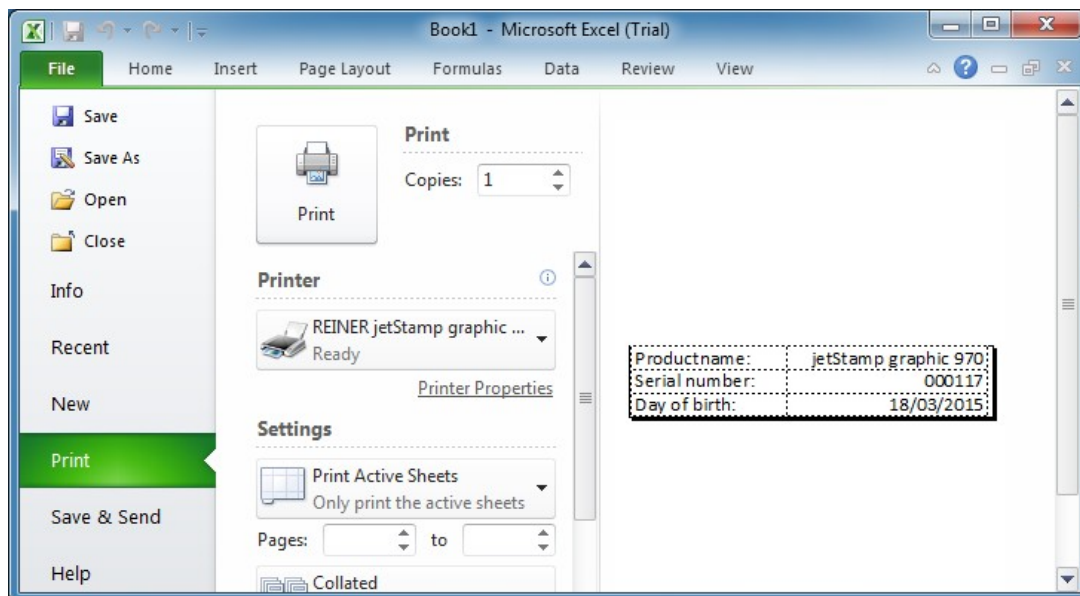 Book1 - Microsoft Excel (Trial)
File Home Insert Page Layout Formulas Data Review View
Save
Save As
Open
Close
Info
Recent
New
Print
Save & Send
Help
Print
Print
Copies: 1
Printer
REINER jetStamp graphic ...
Ready
Printer Properties
Settings
Print Active Sheets
Only print the active sheets
Pages: to
Collated
Productname: jetStamp graphic 970
Serial number: 000117
Day of birth: 18/03/2015